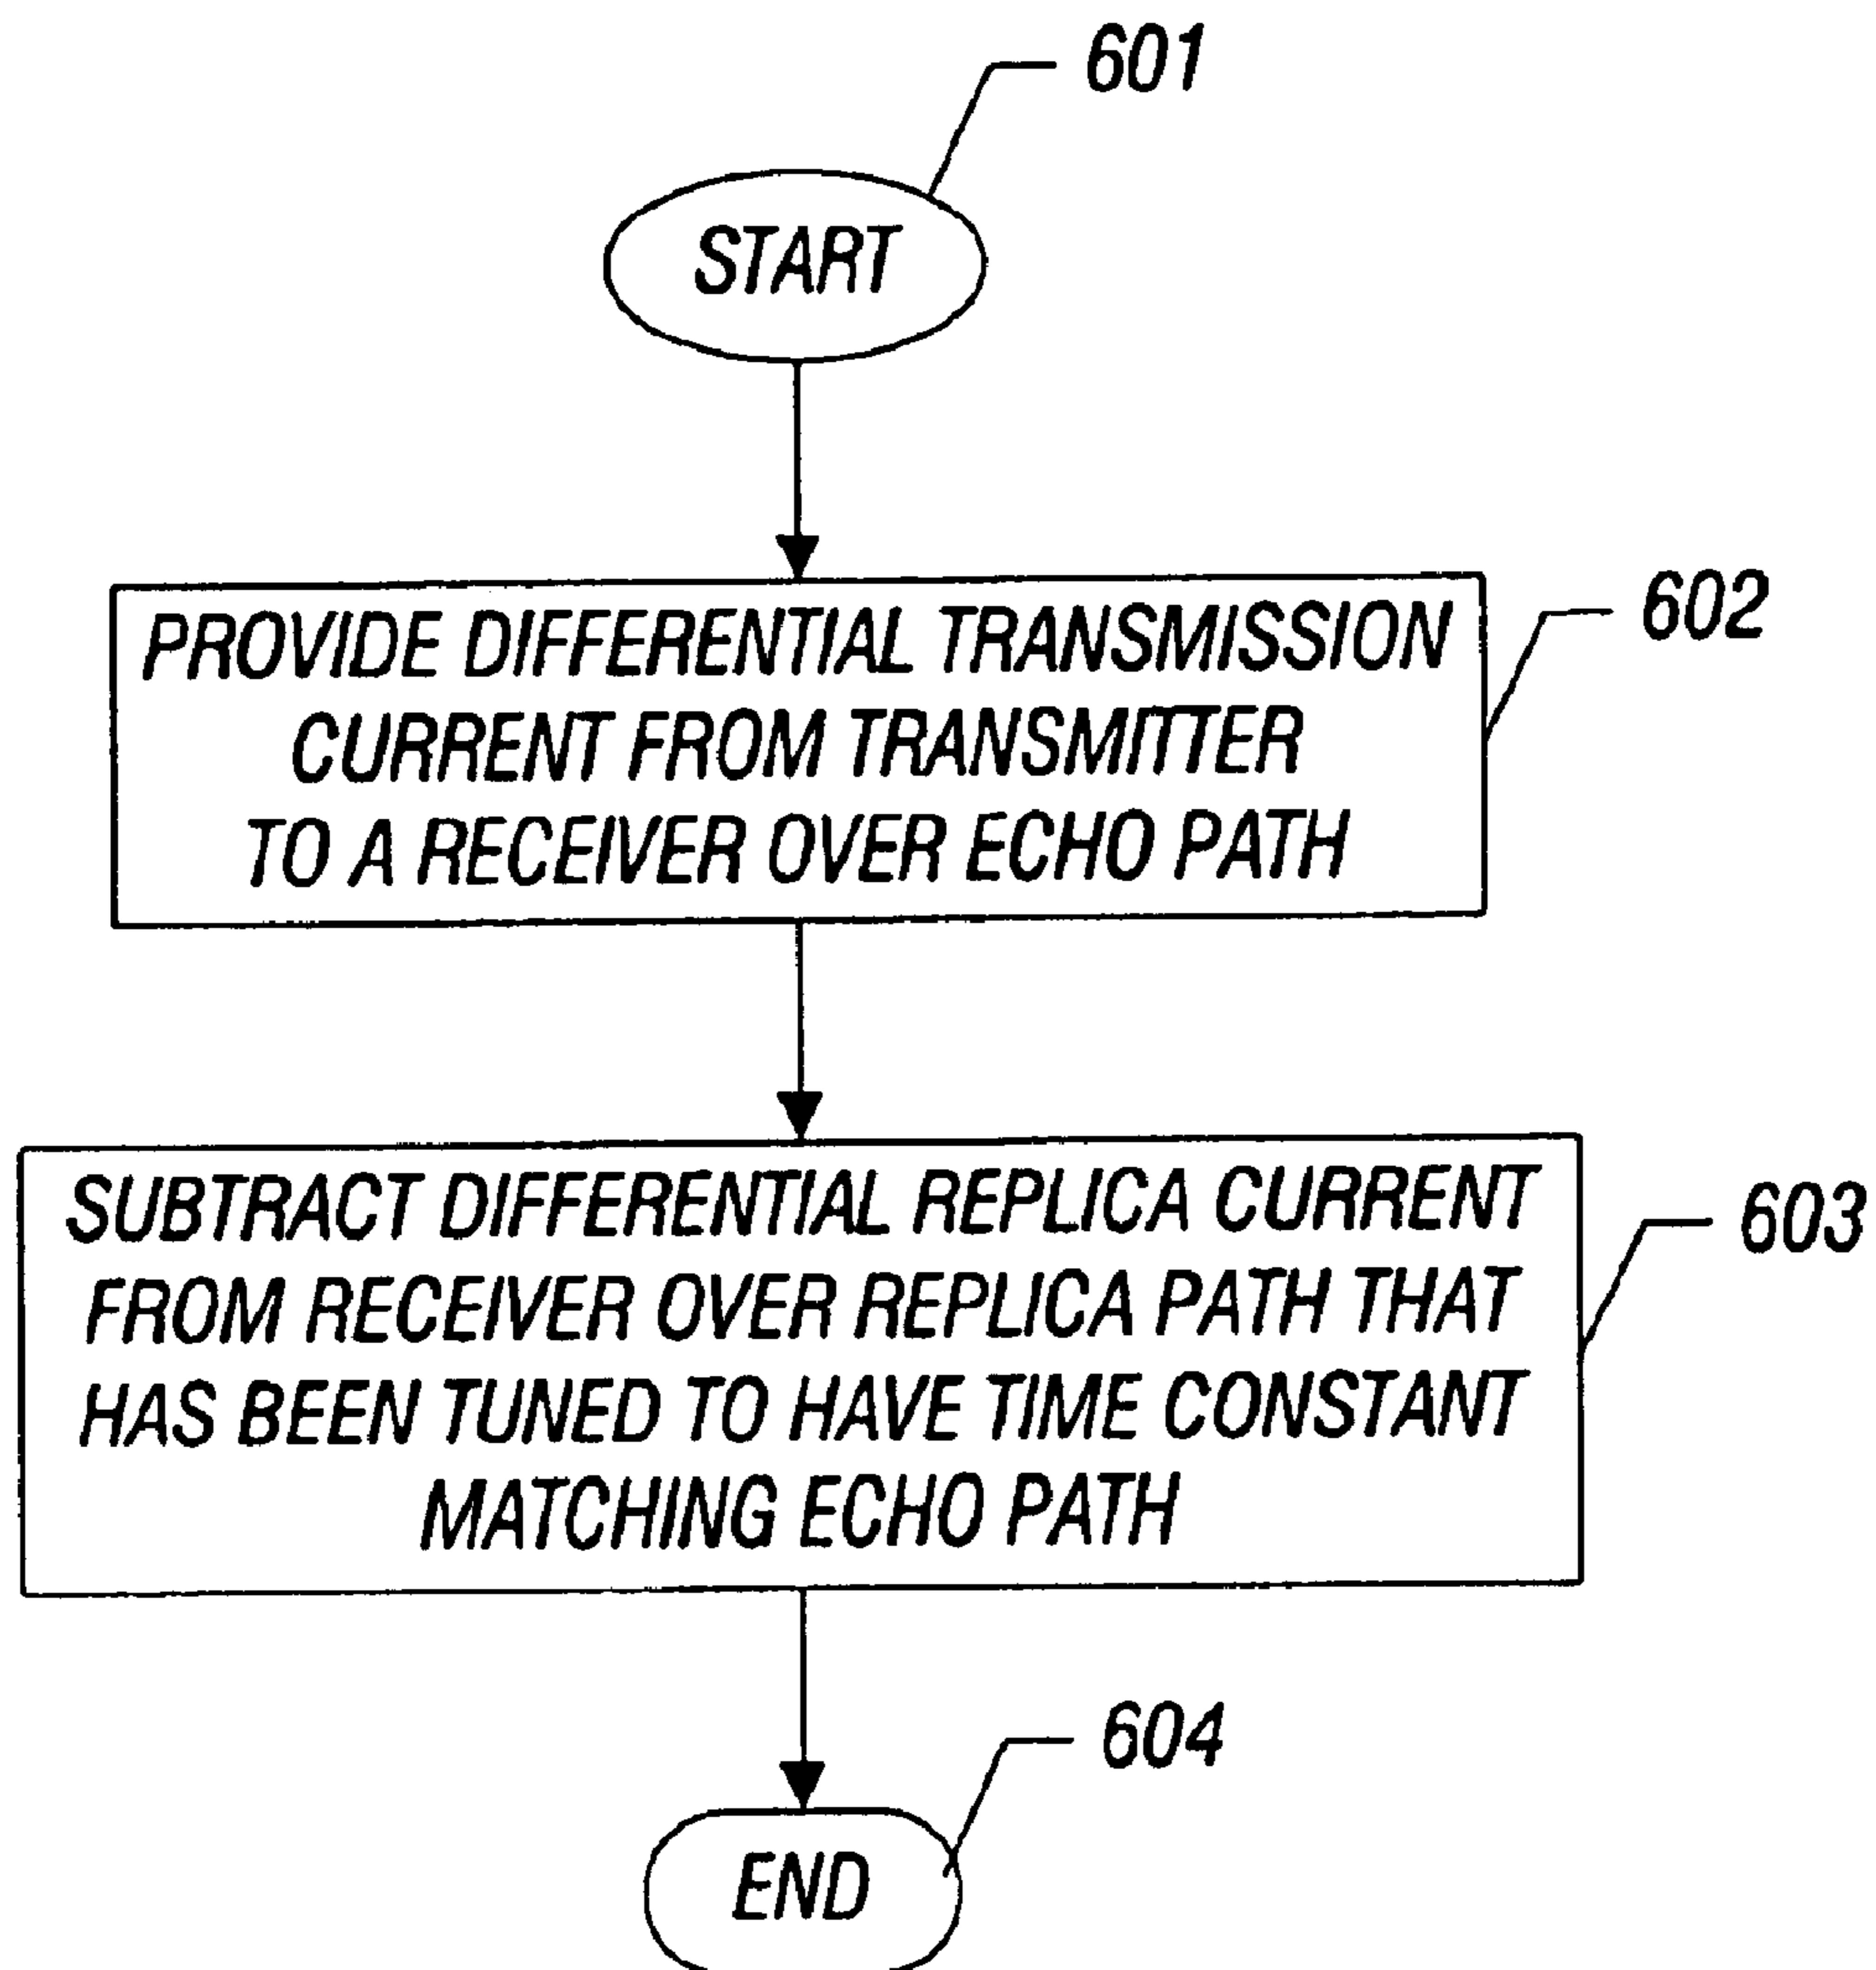 601
START
PROVIDE DIFFERENTIAL TRANSMISSION
CURRENT FROM TRANSMITTER
TO A RECEIVER OVER ECHO PATH
602
SUBTRACT DIFFERENTIAL REPLICA CURRENT
FROM RECEIVER OVER REPLICA PATH THAT
HAS BEEN TUNED TO HAVE TIME CONSTANT
MATCHING ECHO PATH
603
604
END